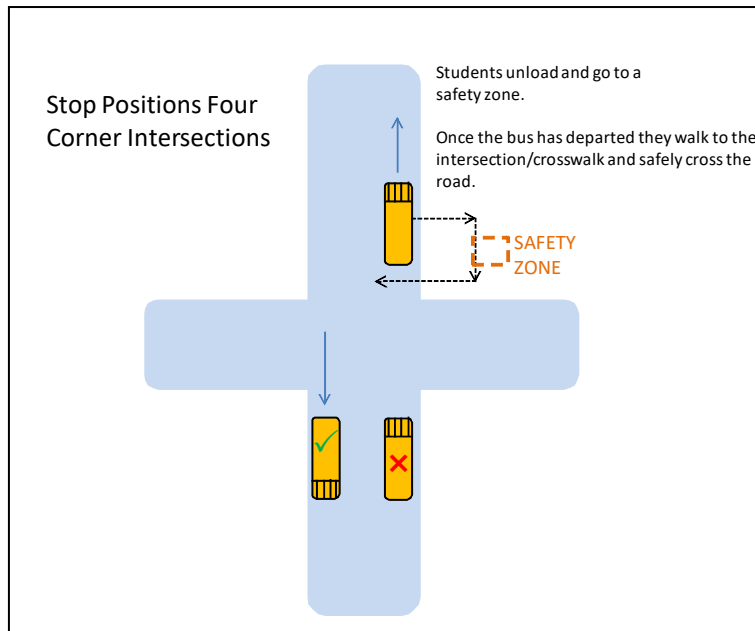 Stop Positions Four
Corner Intersections
Students unload and go to a
safety zone.
Once the bus has departed they walk to the
intersection/crosswalk and safely cross the
road.
SAFETY
ZONE